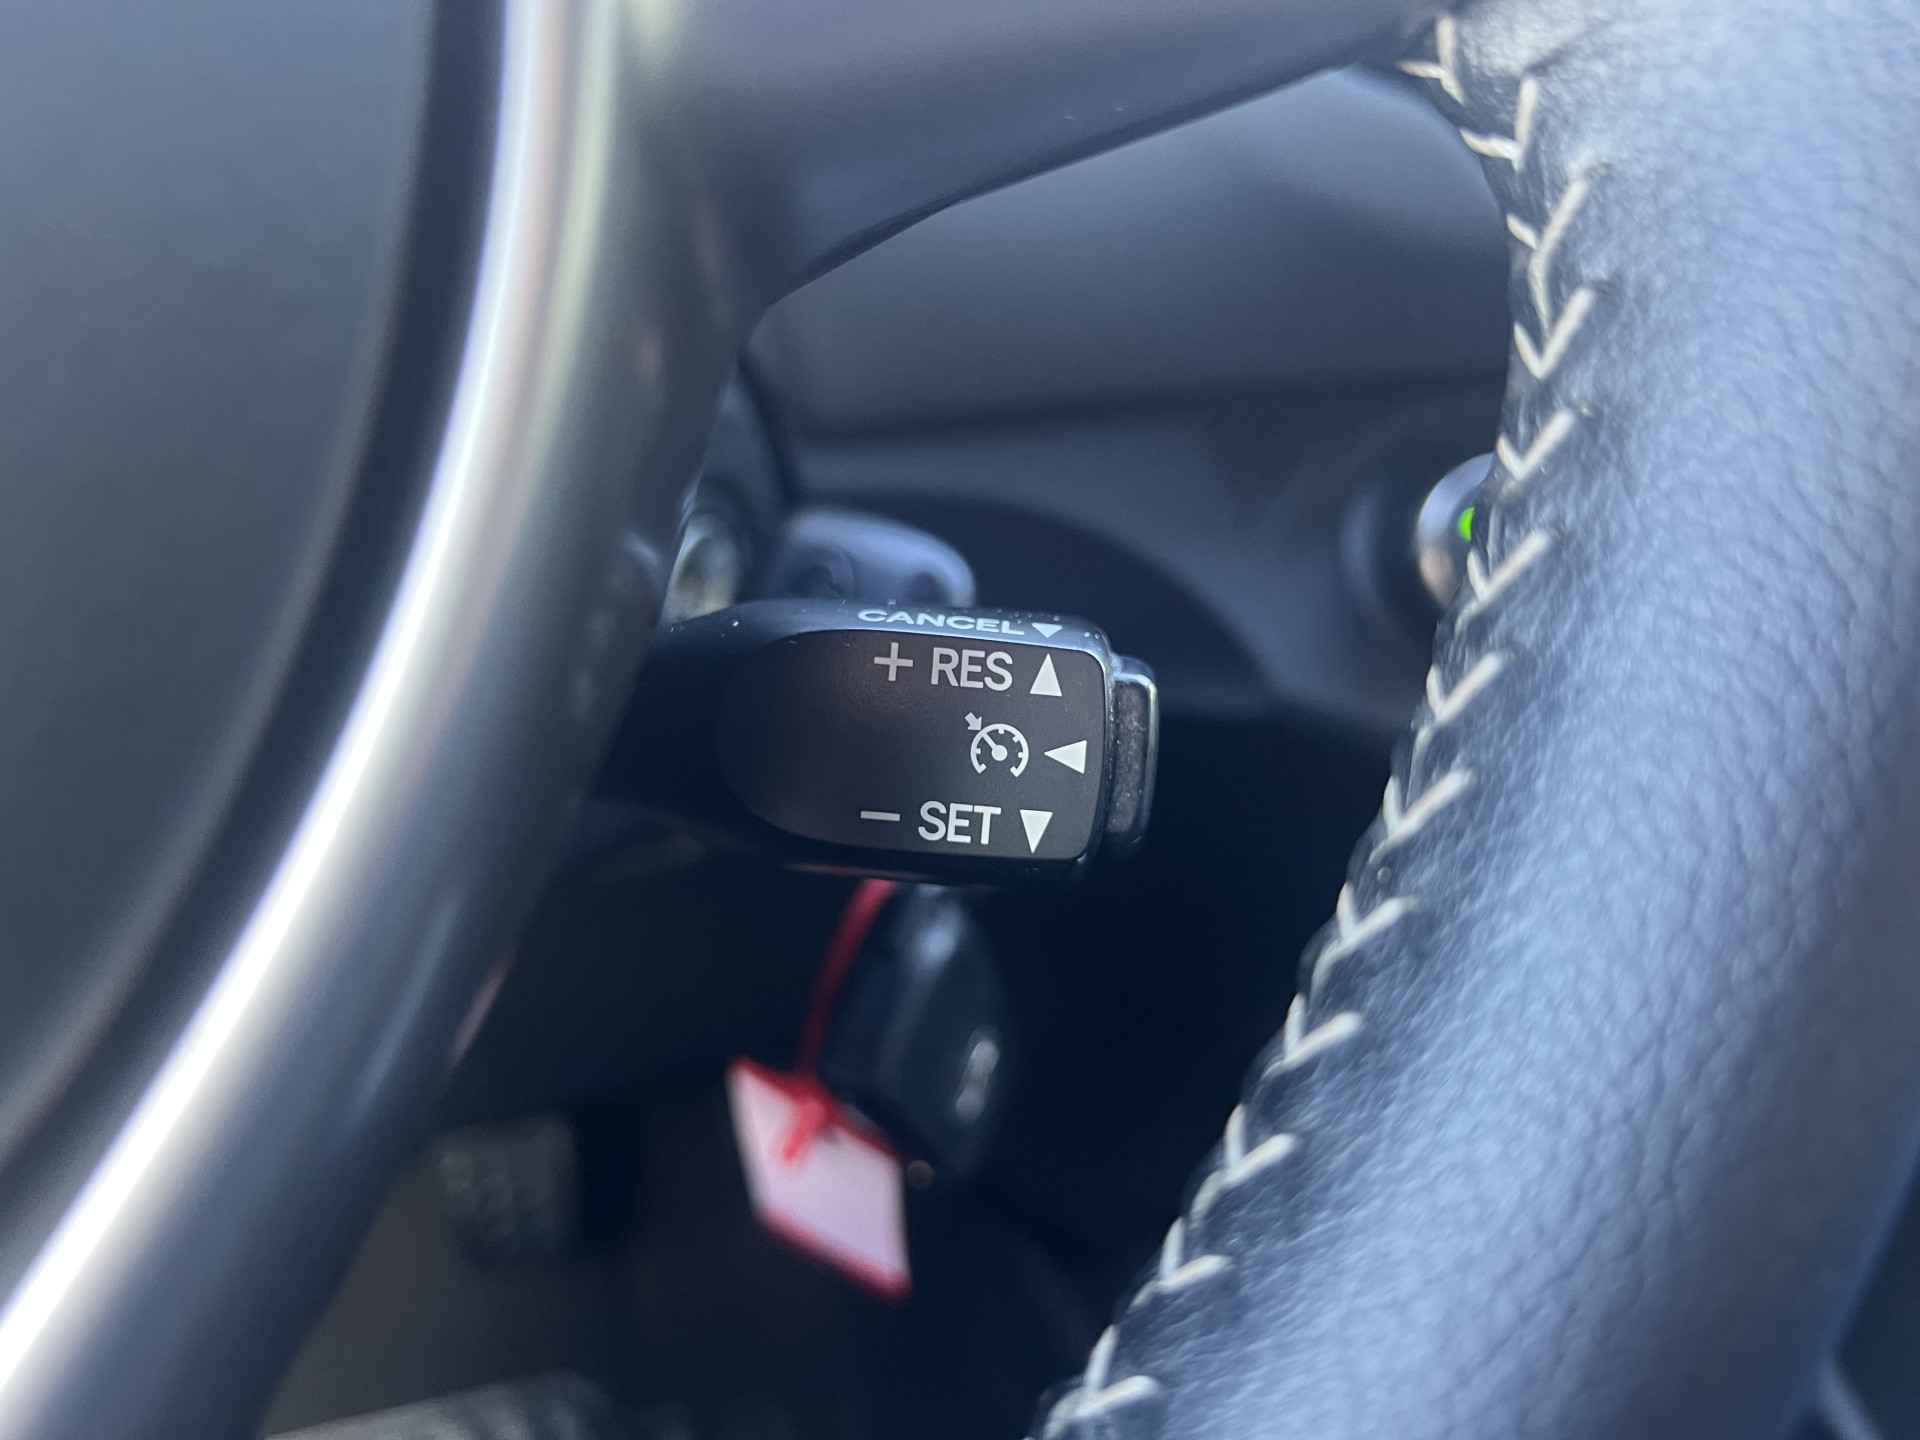 CANCEL ▼
+ RES ▲
◀
− SET ▼